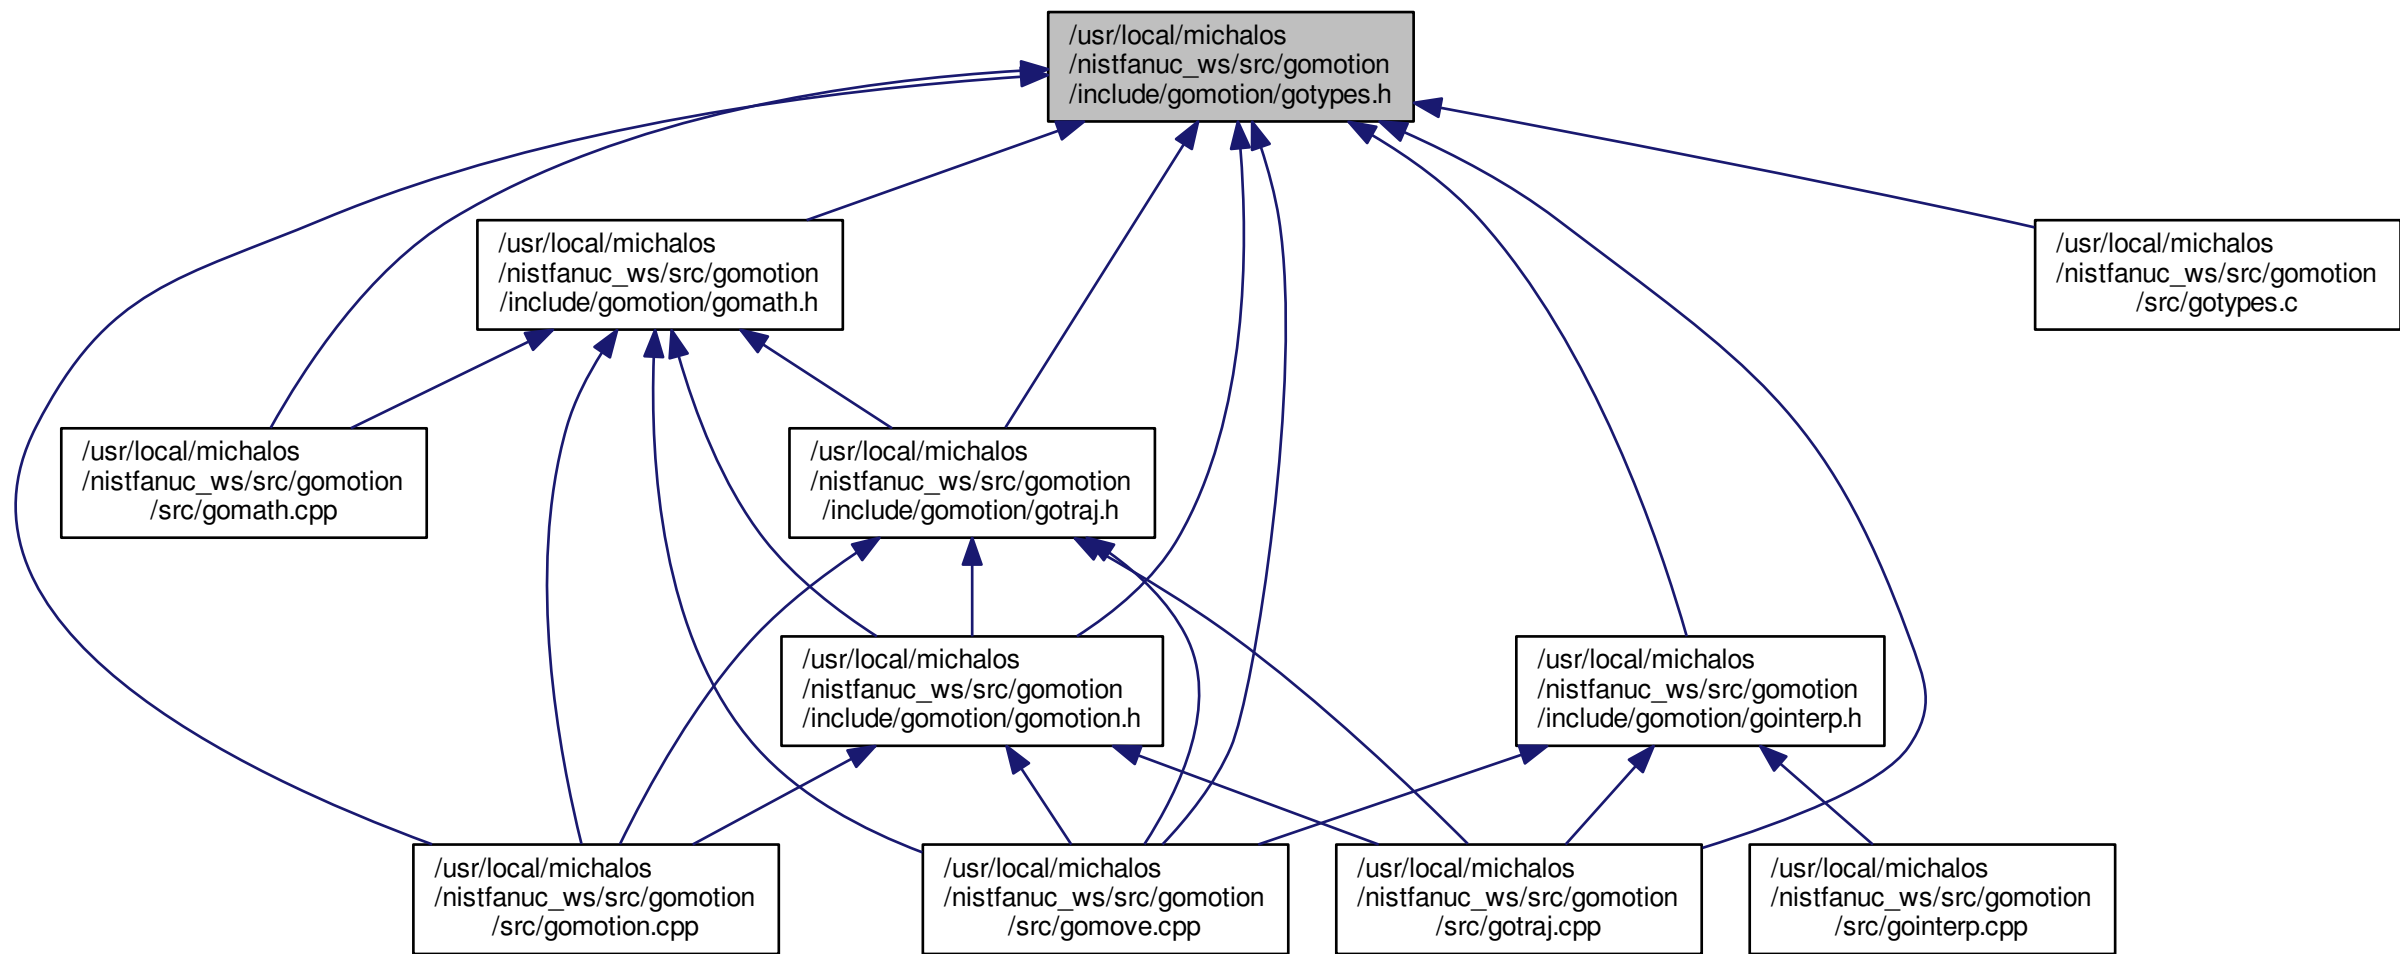 /usr/local/michalos
/nistfanuc_ws/src/gomotion
/include/gomotion/gotypes.h
/usr/local/michalos
/nistfanuc_ws/src/gomotion
/include/gomotion/gomath.h
/usr/local/michalos
/nistfanuc_ws/src/gomotion
/src/gotypes.c
/usr/local/michalos
/nistfanuc_ws/src/gomotion
/src/gomath.cpp
/usr/local/michalos
/nistfanuc_ws/src/gomotion
/include/gomotion/gotraj.h
/usr/local/michalos
/nistfanuc_ws/src/gomotion
/include/gomotion/gomotion.h
/usr/local/michalos
/nistfanuc_ws/src/gomotion
/include/gomotion/gointerp.h
/usr/local/michalos
/nistfanuc_ws/src/gomotion
/src/gomotion.cpp
/usr/local/michalos
/nistfanuc_ws/src/gomotion
/src/gomove.cpp
/usr/local/michalos
/nistfanuc_ws/src/gomotion
/src/gotraj.cpp
/usr/local/michalos
/nistfanuc_ws/src/gomotion
/src/gointerp.cpp